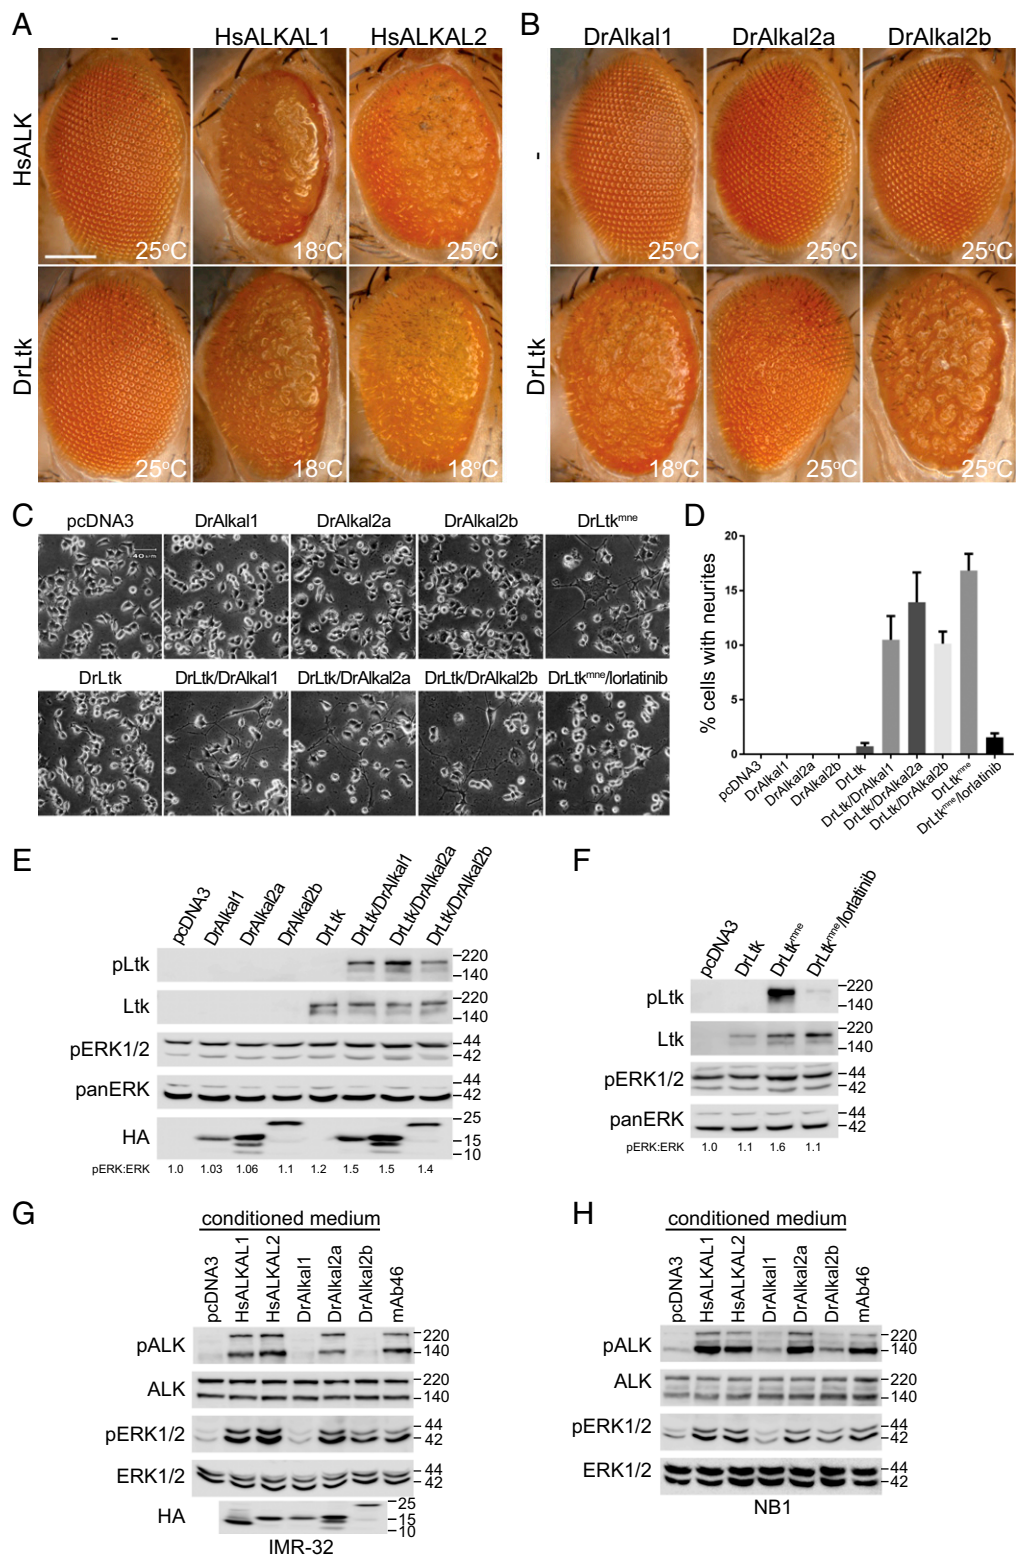 A
- HsALKAL1 HsALKAL2
HsALK
25°C 18°C 25°C
DrLtk
25°C 18°C 18°C
B
DrAlkal1 DrAlkal2a DrAlkal2b
-
25°C 25°C 25°C
DrLtk
18°C 25°C 25°C
C
pcDNA3 DrAlkal1 DrAlkal2a DrAlkal2b DrLtk^mne
40 µm
DrLtk DrLtk/DrAlkal1 DrLtk/DrAlkal2a DrLtk/DrAlkal2b DrLtk^mne/lorlatinib
D
% cells with neurites
20
15
10
5
0
pcDNA3
DrAlkal1
DrAlkal2a
DrAlkal2b
DrLtk
DrLtk/DrAlkal1
DrLtk/DrAlkal2a
DrLtk/DrAlkal2b
DrLtk^mne
DrLtk^mne/lorlatinib
E
pcDNA3
DrAlkal1
DrAlkal2a
DrAlkal2b
DrLtk
DrLtk/DrAlkal1
DrLtk/DrAlkal2a
DrLtk/DrAlkal2b
pLtk 220
140
Ltk 220
140
pERK1/2 44
42
panERK 44
42
HA 25
15
10
pERK:ERK 1.0 1.03 1.06 1.1 1.2 1.5 1.5 1.4
F
pcDNA3
DrLtk
DrLtk^mne
DrLtk^mne/lorlatinib
pLtk 220
140
Ltk 220
140
pERK1/2 44
42
panERK 44
42
pERK:ERK 1.0 1.1 1.6 1.1
G
conditioned medium
pcDNA3
HsALKAL1
HsALKAL2
DrAlkal1
DrAlkal2a
DrAlkal2b
mAb46
pALK 220
140
ALK 220
140
pERK1/2 44
42
ERK1/2 44
42
HA 25
15
10
IMR-32
H
conditioned medium
pcDNA3
HsALKAL1
HsALKAL2
DrAlkal1
DrAlkal2a
DrAlkal2b
mAb46
pALK 220
140
ALK 220
140
pERK1/2 44
42
ERK1/2 44
42
NB1